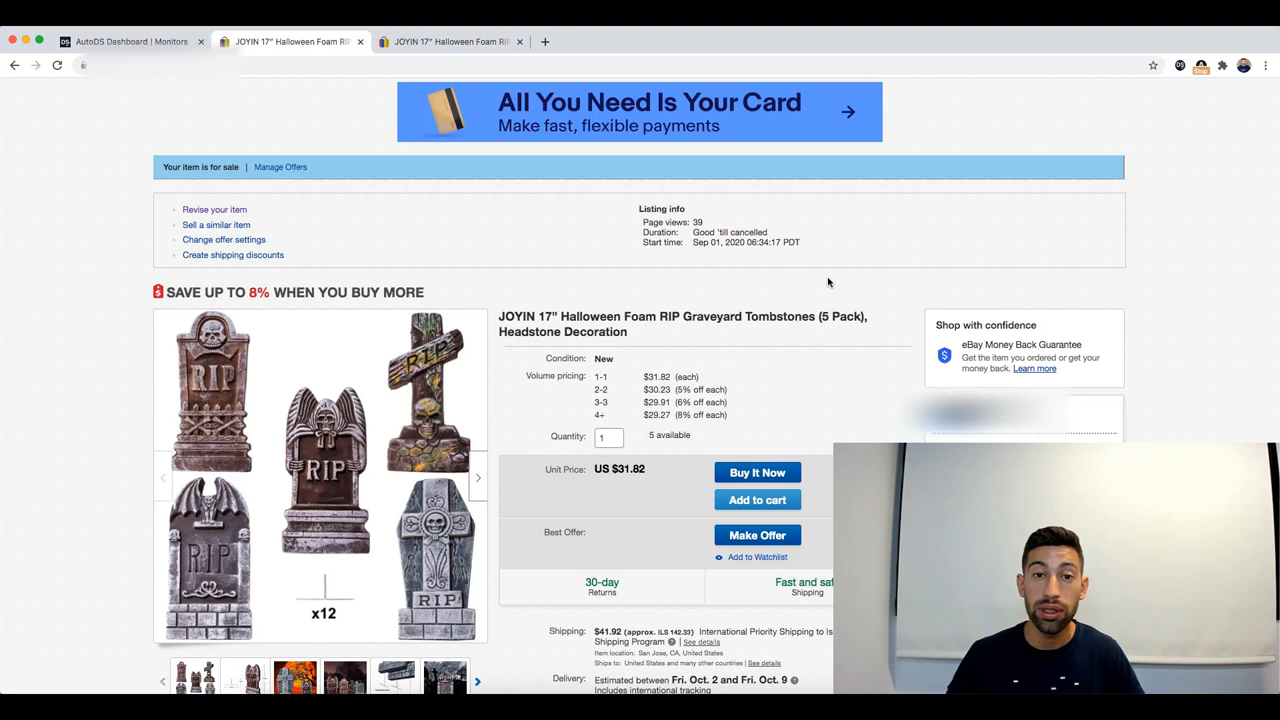 AutoDS Dashboard | Monitors
JOYIN 17" Halloween Foam RIP
JOYIN 17" Halloween Foam RIP
Shop
All You Need Is Your Card
Make fast, flexible payments
Your item is for sale | Manage Offers
Revise your item
Sell a similar item
Change offer settings
Create shipping discounts
Listing info
Page views: 39
Duration: Good 'till cancelled
Start time: Sep 01, 2020 06:34:17 PDT
SAVE UP TO 8% WHEN YOU BUY MORE
JOYIN 17” Halloween Foam RIP Graveyard Tombstones (5 Pack),
Headstone Decoration
Condition: New
Volume pricing: 1-1 $31.82 (each)
2-2 $30.23 (5% off each)
3-3 $29.91 (6% off each)
4+ $29.27 (8% off each)
Quantity: 1 5 available
Unit Price: US $31.82
Buy It Now
Add to cart
Best Offer:
Make Offer
Add to Watchlist
30-day
Returns
Fast and saf
Shipping
Shipping: $41.92 (approx. ILS 142.33) International Priority Shipping to Is
Shipping Program See details
Item location: San Jose, CA, United States
Ships to: United States and many other countries | See details
Delivery: Estimated between Fri. Oct. 2 and Fri. Oct. 9
Includes international tracking
Shop with confidence
eBay Money Back Guarantee
Get the item you ordered or get your
money back. Learn more
RIP
RIP
RIP
RIP
RIP
x12